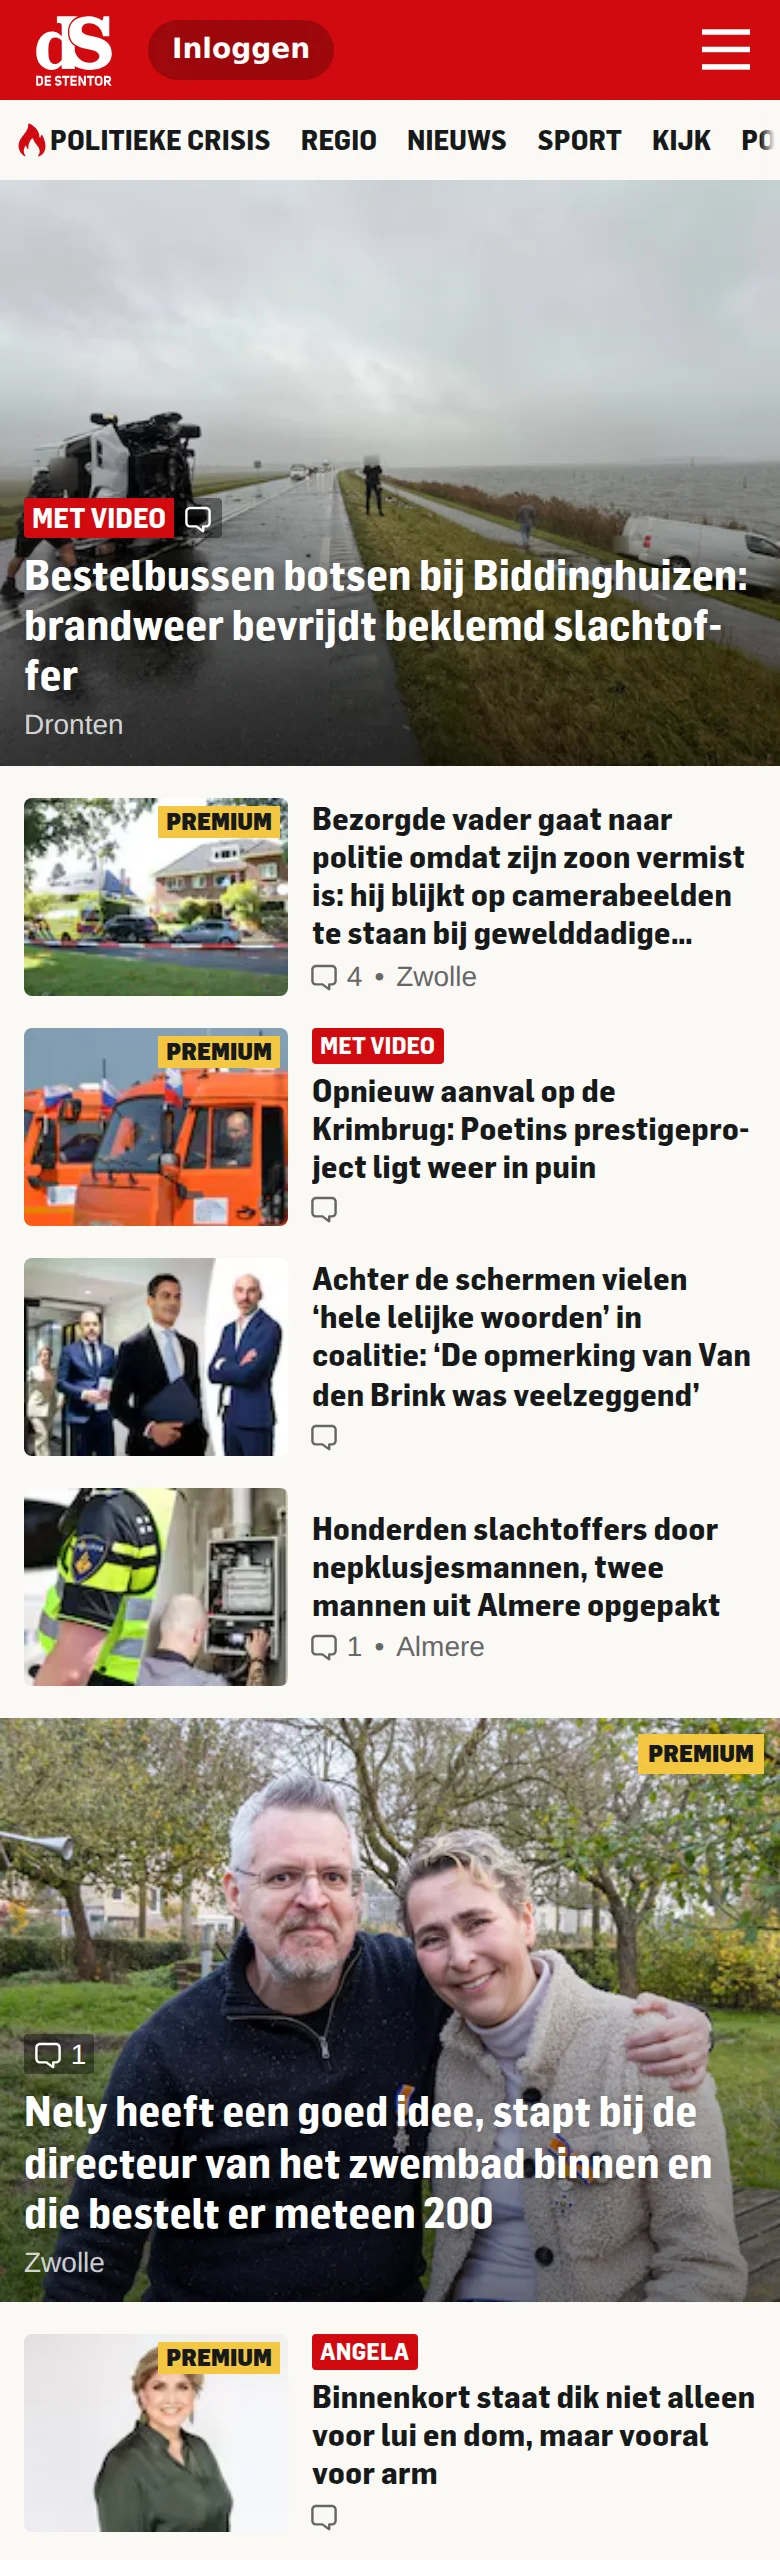 dS
DE STENTOR
Inloggen
POLITIEKE CRISIS REGIO NIEUWS SPORT KIJK PO
MET VIDEO
Bestelbussen botsen bij Biddinghuizen:
brandweer bevrijdt beklemd slachtof-
fer
Dronten
PREMIUM
Bezorgde vader gaat naar
politie omdat zijn zoon vermist
is: hij blijkt op camerabeelden
te staan bij gewelddadige...
4 • Zwolle
PREMIUM
MET VIDEO
Opnieuw aanval op de
Krimbrug: Poetins prestigepro-
ject ligt weer in puin
Achter de schermen vielen
‘hele lelijke woorden’ in
coalitie: ‘De opmerking van Van
den Brink was veelzeggend’
Honderden slachtoffers door
nepklusjesmannen, twee
mannen uit Almere opgepakt
1 • Almere
PREMIUM
1
Nely heeft een goed idee, stapt bij de
directeur van het zwembad binnen en
die bestelt er meteen 200
Zwolle
PREMIUM
ANGELA
Binnenkort staat dik niet alleen
voor lui en dom, maar vooral
voor arm